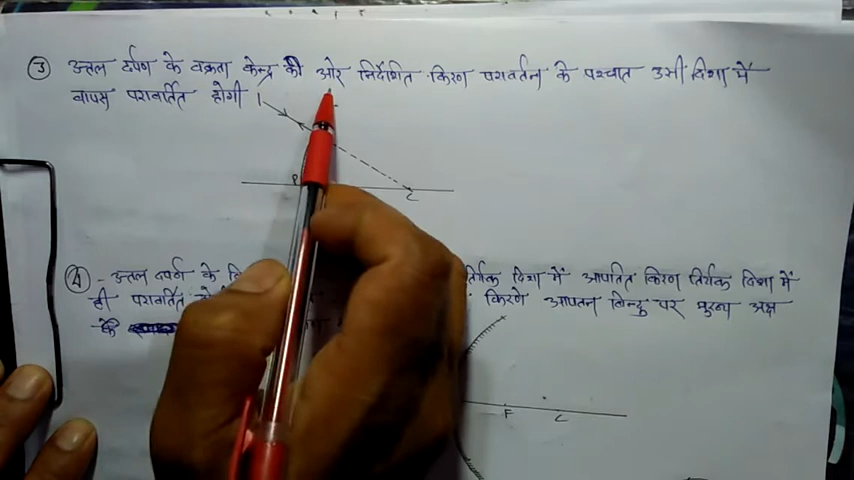 ③ उत्तल दर्पण के वक्रता केन्द्र की ओर निर्देशित किरण परावर्तन के पश्चात उसी दिशा में
वापस परावर्तित होगी ।
P
C
④ - उत्तल दर्पण के तिर्यक दिशा में आपतित किरण तिर्यक दिशा में
ही परावर्तित किरणे आपतन बिन्दु पर मुख्य अक्ष
के
F C